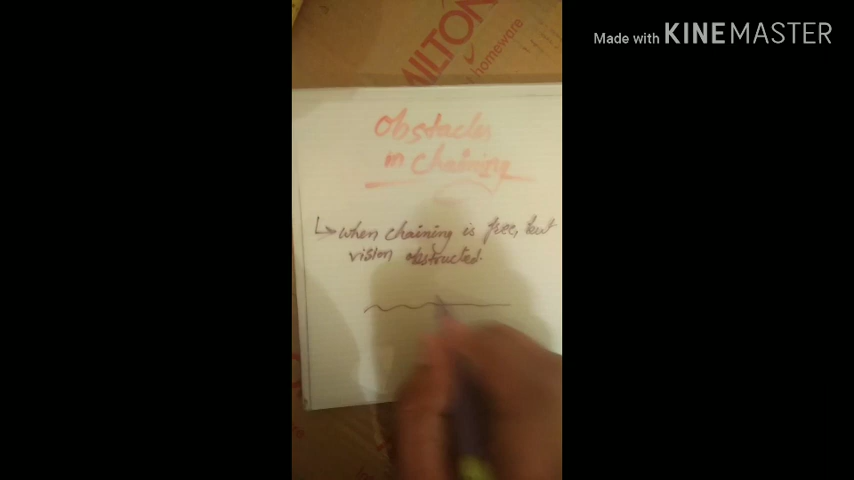 Made with KINEMASTER
MILTON
homeware
Obstacles
in chaining
when chaining is free, but
vision obstructed.